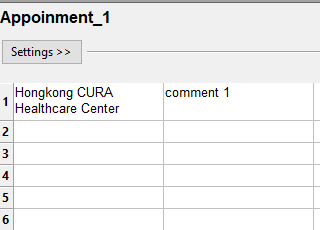 Appoinment_1
Settings >>
1 Hongkong CURA
Healthcare Center comment 1
2
3
4
5
6